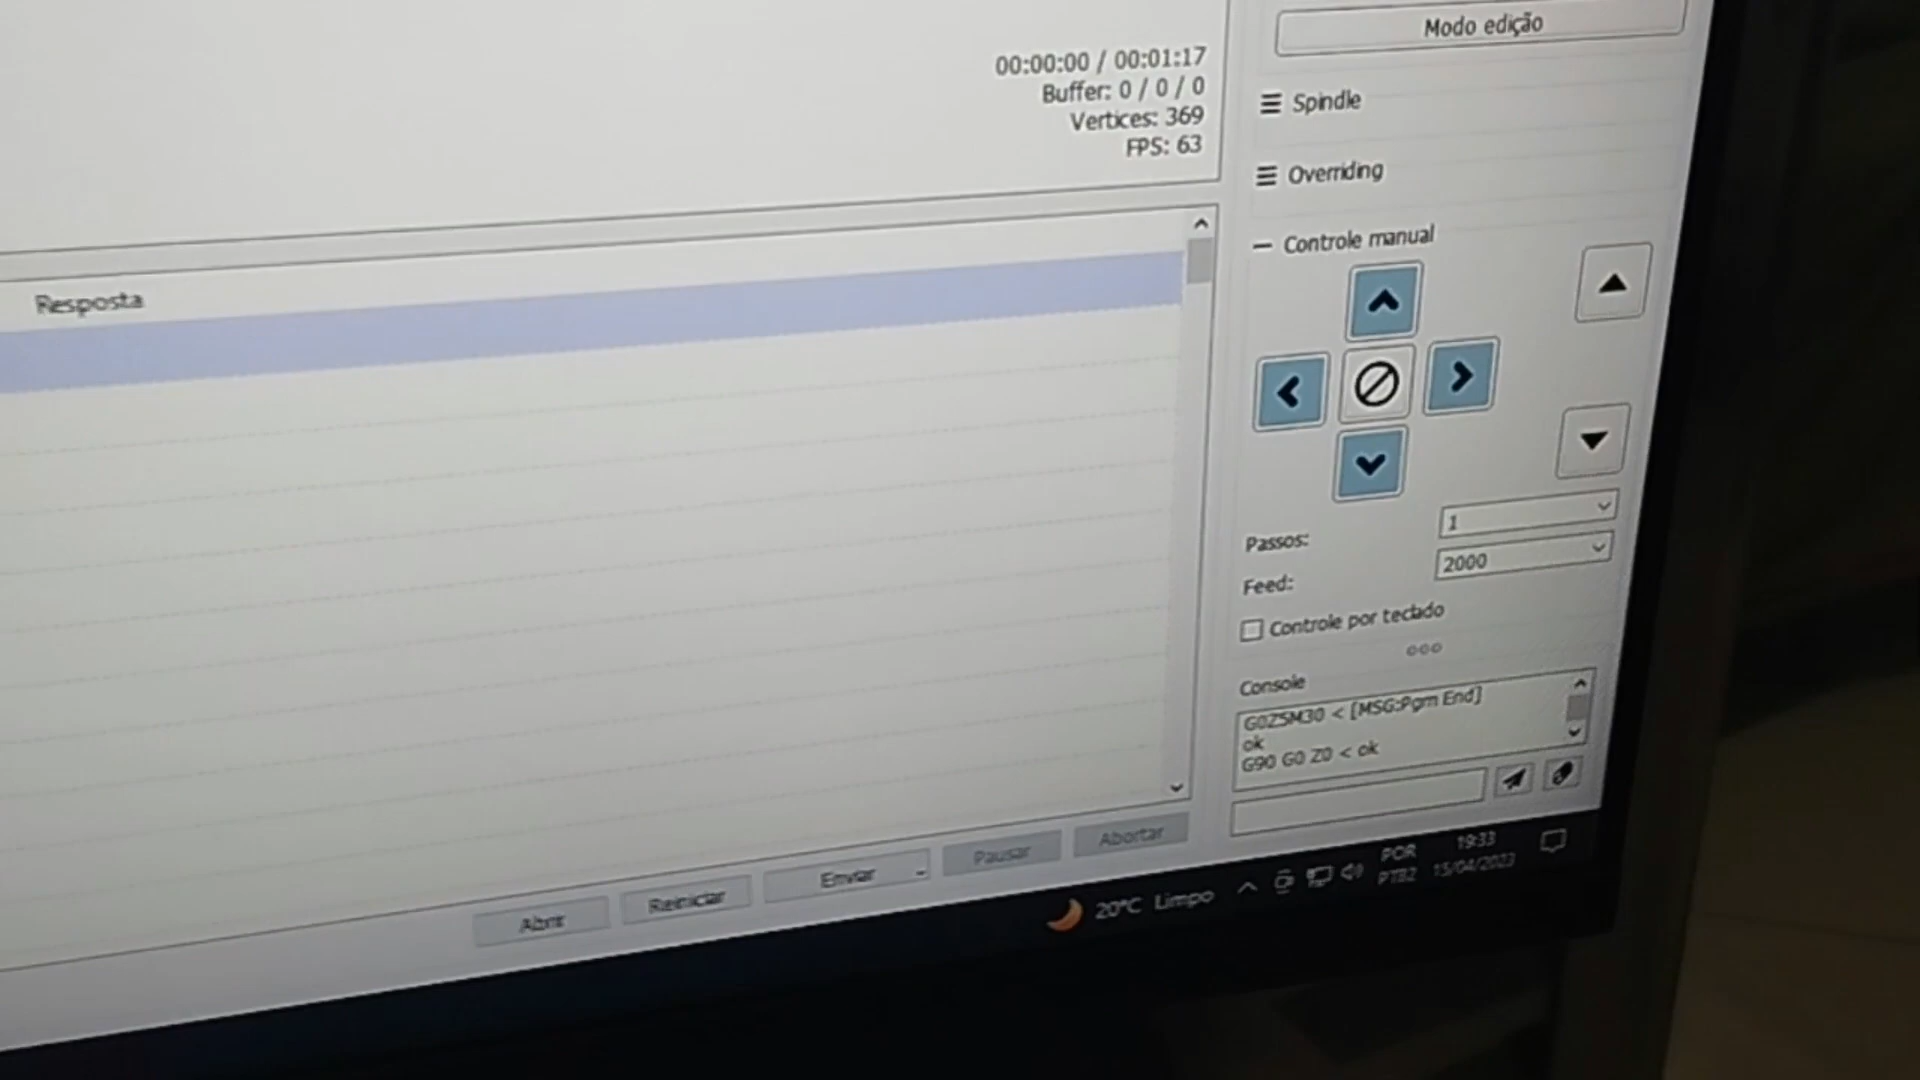 Modo edição
00:00:00 / 00:01:17
Buffer: 0 / 0 / 0
Vertices: 369
FPS: 63
Spindle
Overriding
Controle manual
Resposta
Passos: 1
Feed: 2000
Controle por teclado
Console
G0Z5M30 < [MSG:Pgm End]
ok
G90 G0 Z0 < ok
Abrir
Reiniciar
Enviar
Pausar
Abortar
20°C Limpo
POR
PTB2
19:33
15/04/2023